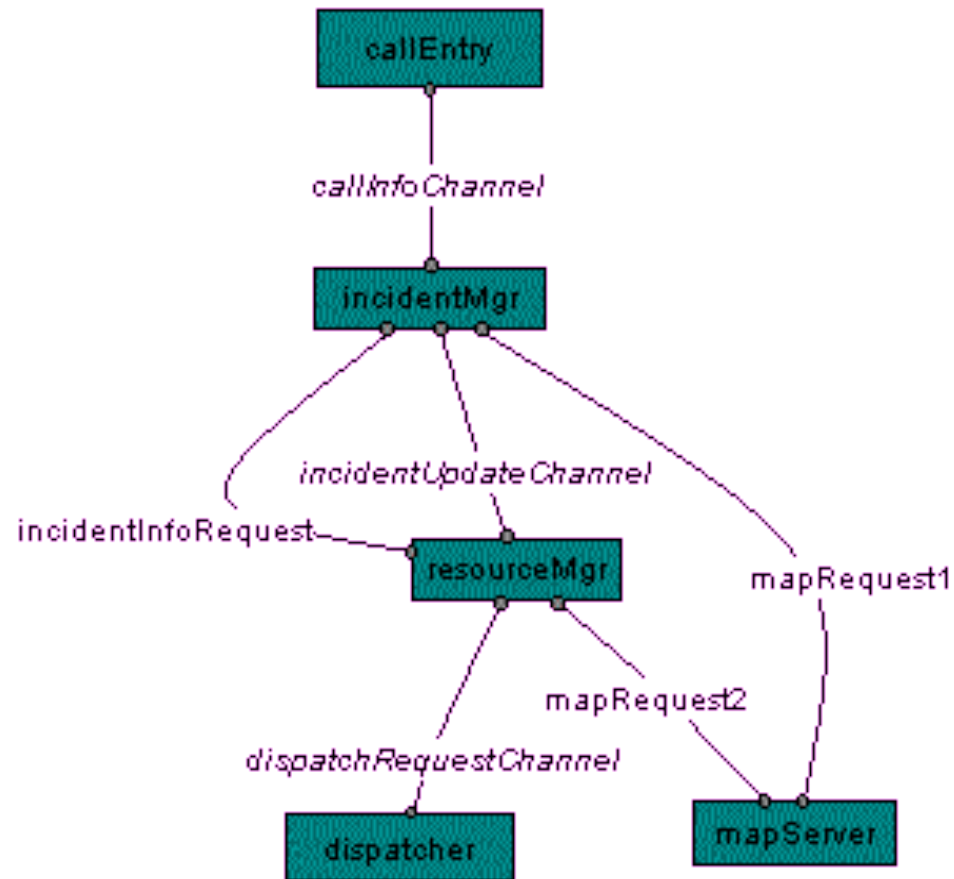 callEntry
callInfoChannel
incidentMgr
incidentUpdateChannel
incidentInfoRequest
resourceMgr
mapRequest1
mapRequest2
dispatchRequestChannel
mapServer
dispatcher